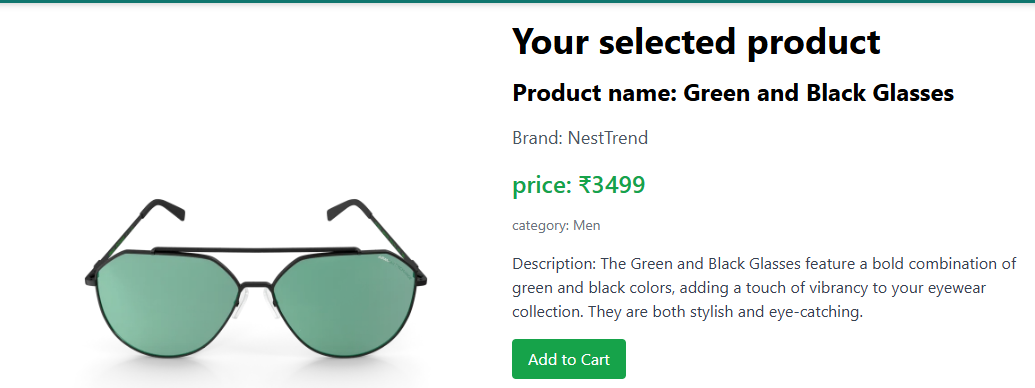 Your selected product
Product name: Green and Black Glasses
Brand: NestTrend
price: ₹3499
category: Men
Description: The Green and Black Glasses feature a bold combination of
green and black colors, adding a touch of vibrancy to your eyewear
collection. They are both stylish and eye-catching.
Add to Cart